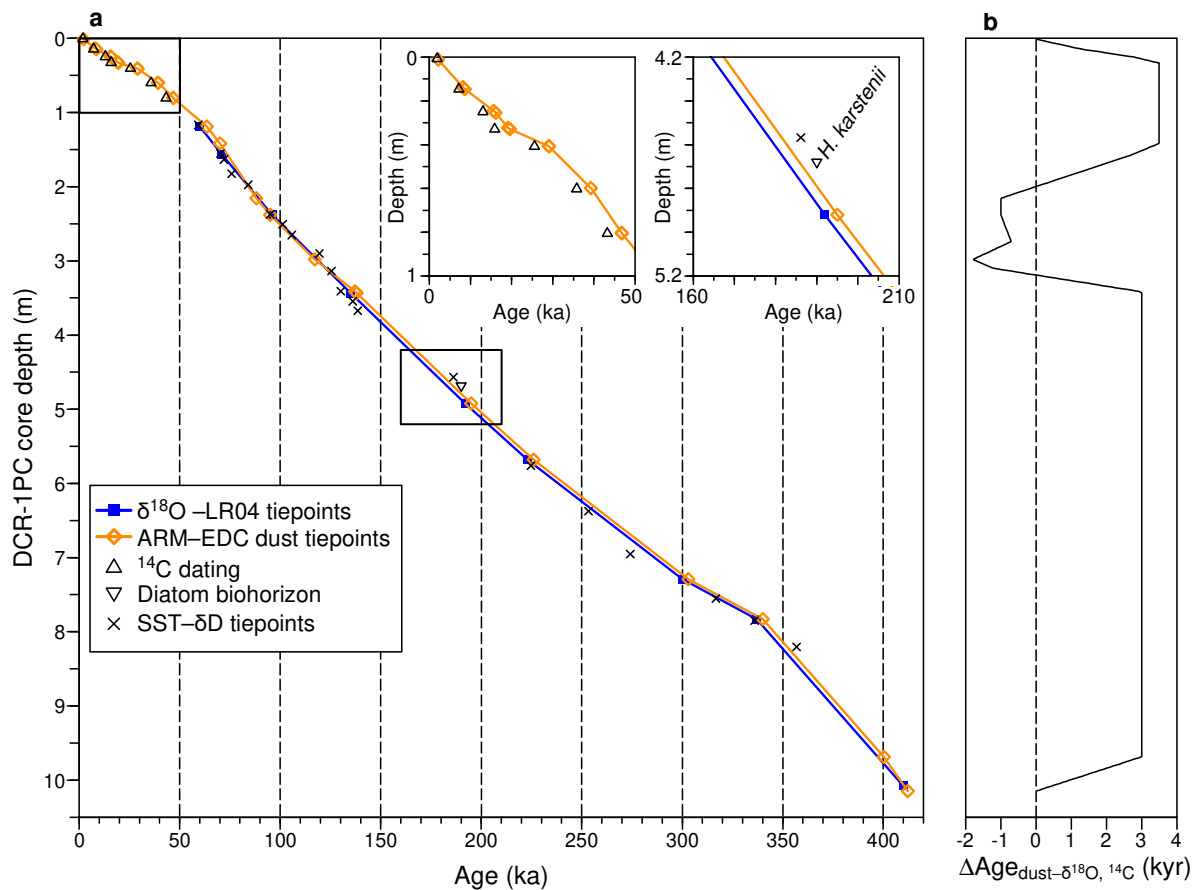 a
b
DCR-1PC core depth (m)
0
1
2
3
4
5
6
7
8
9
10
0
50
100
150
200
250
300
350
400
Age (ka)
Depth (m)
0
1
0
50
Age (ka)
Depth (m)
4.2
5.2
160
210
Age (ka)
H. karstenii
δ¹⁸O –LR04 tiepoints
ARM–EDC dust tiepoints
¹⁴C dating
Diatom biohorizon
SST–δD tiepoints
-2
-1
0
1
2
3
4
ΔAge dust–δ¹⁸O, ¹⁴C (kyr)